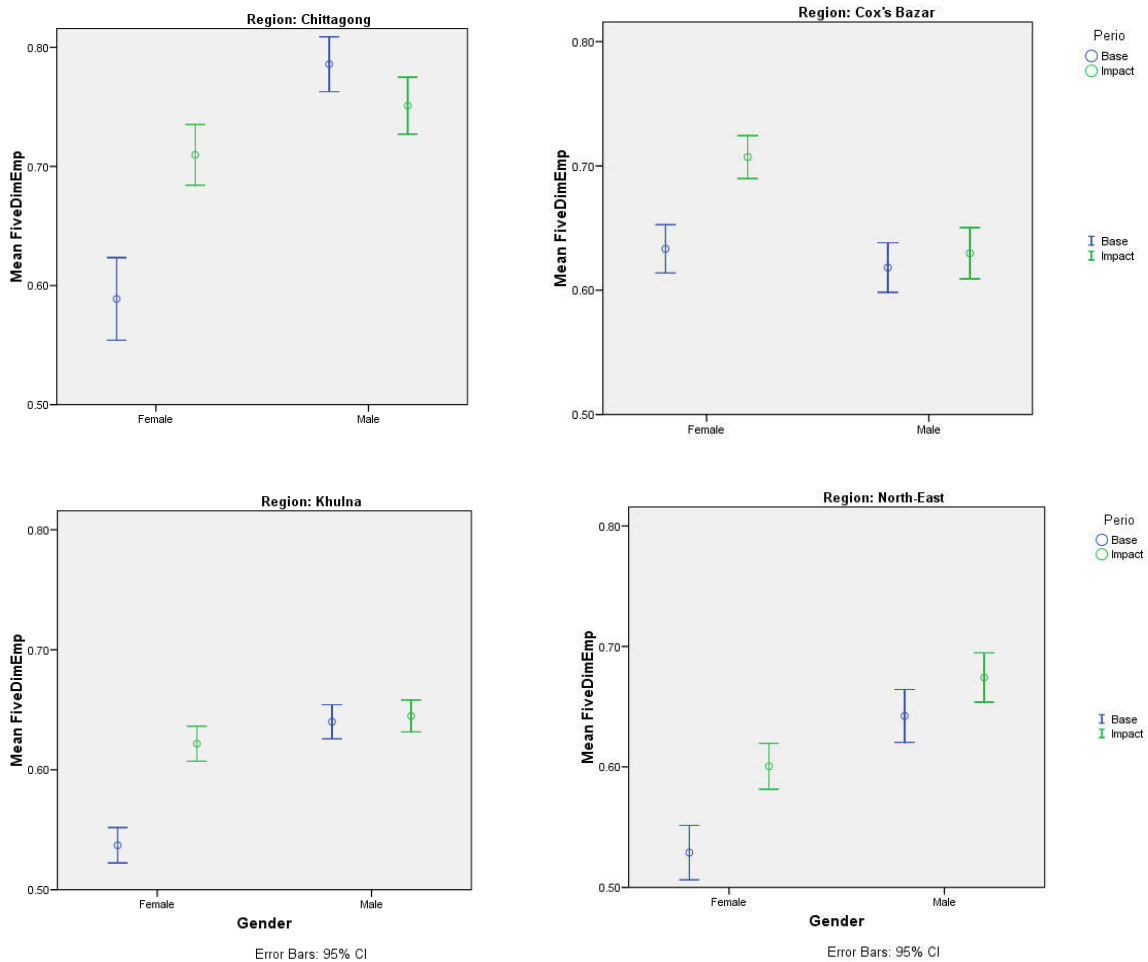 Region: Chittagong
0.80
0.70
0.60
0.50
Mean FiveDimEmp
Female
Male
Region: Cox's Bazar
0.80
0.70
0.60
0.50
Mean FiveDimEmp
Female
Male
Perio
Base
Impact
Base
Impact
Region: Khulna
0.80
0.70
0.60
0.50
Mean FiveDimEmp
Female
Male
Gender
Error Bars: 95% CI
Region: North-East
0.80
0.70
0.60
0.50
Mean FiveDimEmp
Female
Male
Gender
Error Bars: 95% CI
Perio
Base
Impact
Base
Impact